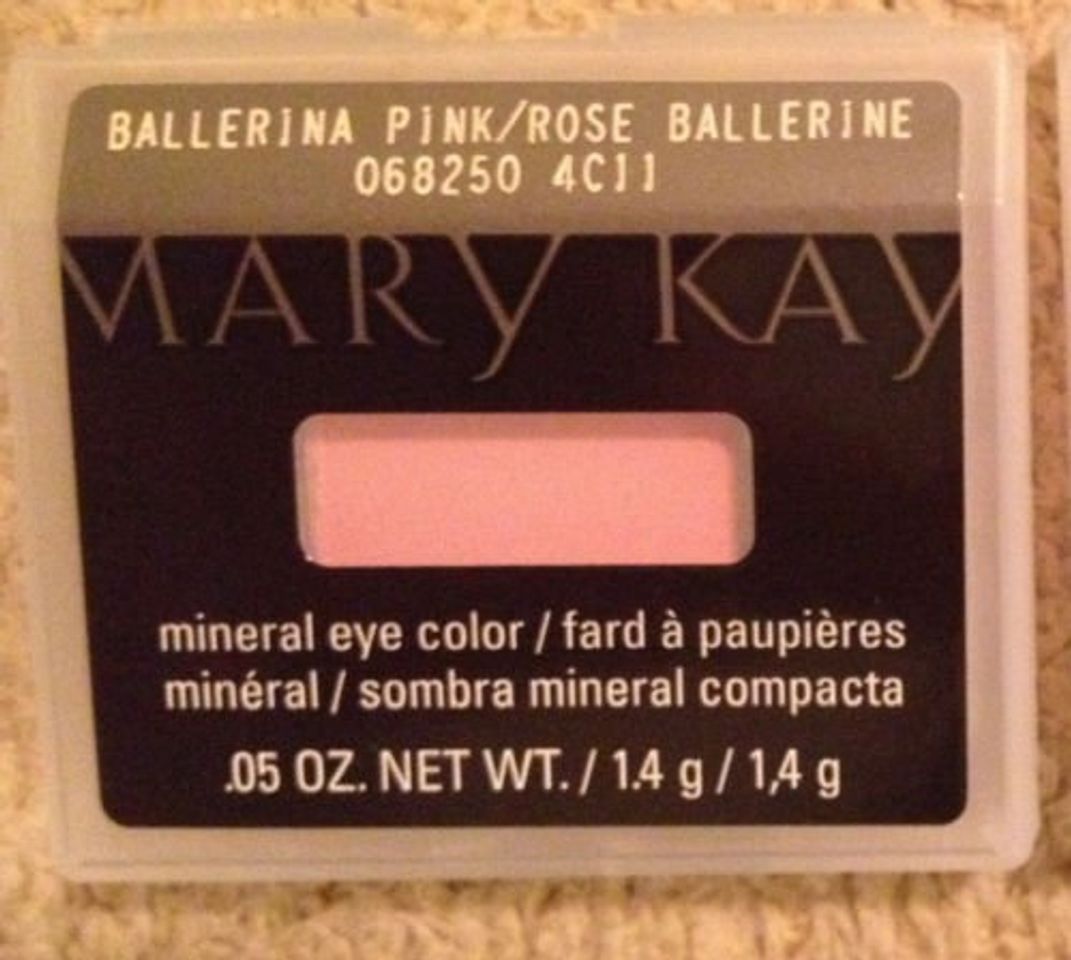 BALLERINA PINK/ROSE BALLERINE
068250 4C11
MARY KAY
mineral eye color / fard à paupières
minéral / sombra mineral compacta
.05 OZ. NET WT. / 1.4 g / 1,4 g